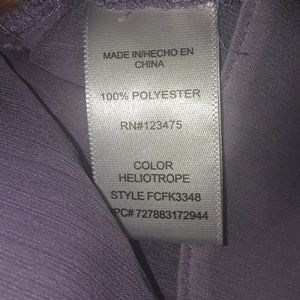 MADE IN/HECHO EN
CHINA
100% POLYESTER
RN#123475
COLOR
HELIOTROPE
STYLE FCFK3348
PC# 727883172944